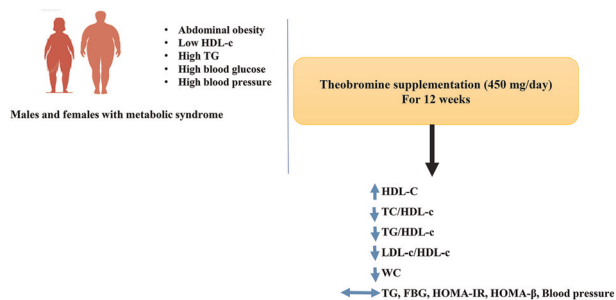 • Abdominal obesity
• Low HDL-c
• High TG
• High blood glucose
• High blood pressure
Males and females with metabolic syndrome
Theobromine supplementation (450 mg/day)
For 12 weeks
HDL-C
TC/HDL-c
TG/HDL-c
LDL-c/HDL-c
WC
TG, FBG, HOMA-IR, HOMA-β, Blood pressure